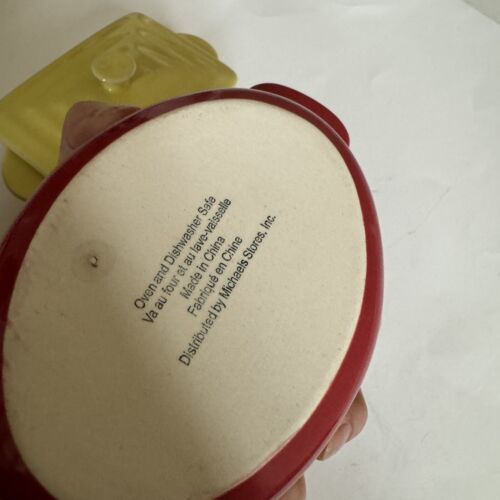 Oven and Dishwasher Safe
Va au four et au lave-vaisselle
Made in China
Fabriqué en Chine
Distributed by Michaels Stores, Inc.